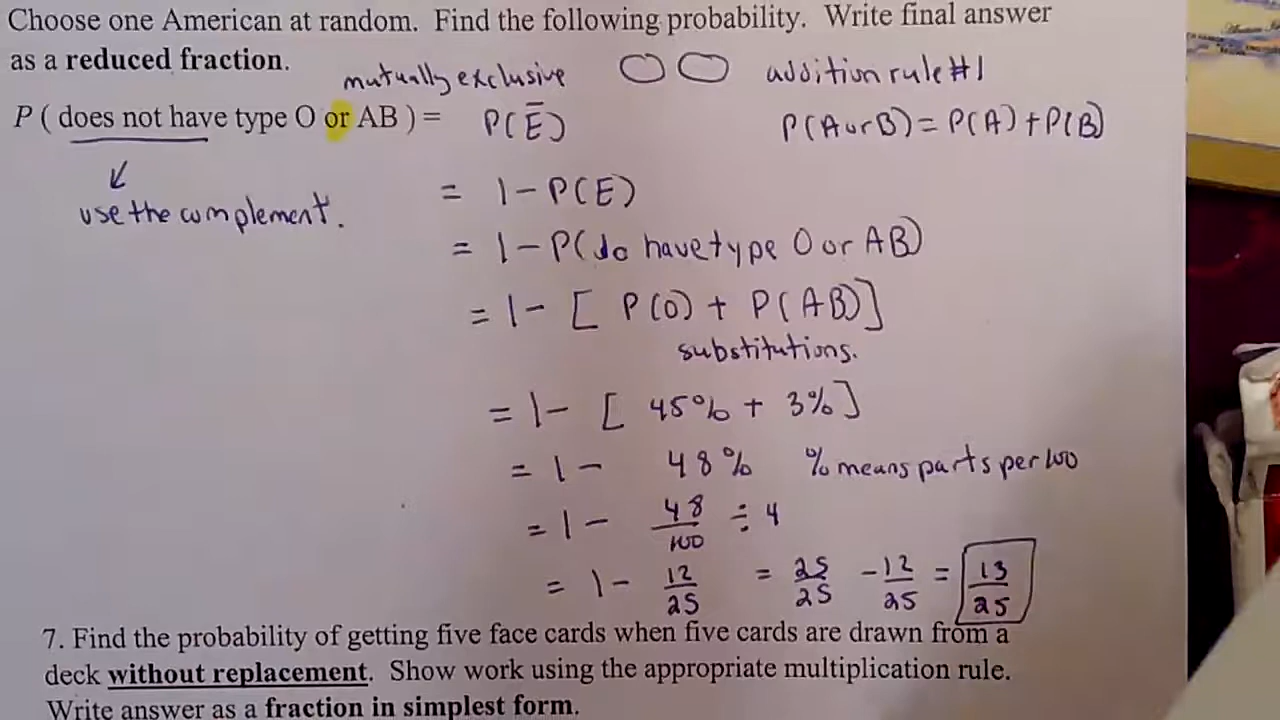 Choose one American at random. Find the following probability. Write final answer
as a reduced fraction.
mutually exclusive addition rule #1
P ( does not have type O or AB ) = P(Ē) P(A or B) = P(A) + P(B)
use the complement.
= 1 - P(E)
= 1 - P(do have type O or AB)
= 1 - [ P(O) + P(AB)]
substitutions.
= 1 - [ 45% + 3% ]
= 1 - 48% % means parts per 100
= 1 - 48/100 ÷ 4
= 1 - 12/25 = 25/25 - 12/25 = 13/25
7. Find the probability of getting five face cards when five cards are drawn from a
deck without replacement. Show work using the appropriate multiplication rule.
Write answer as a fraction in simplest form.